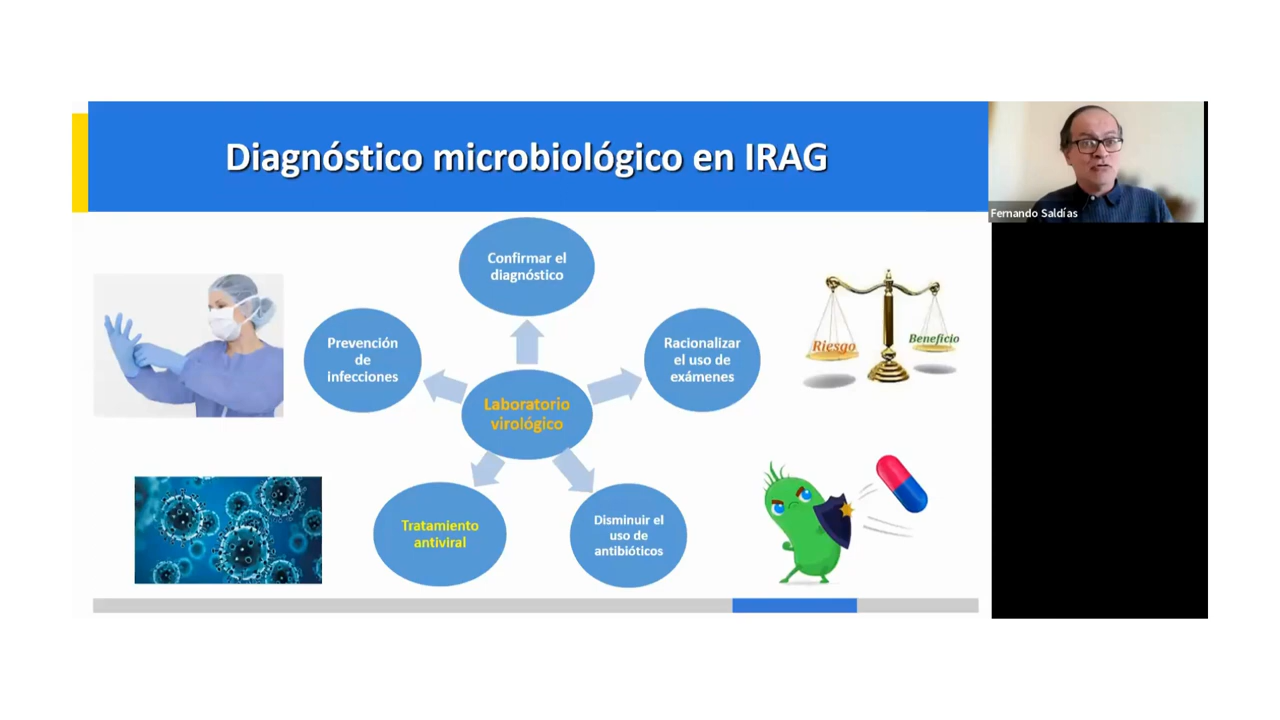 Diagnóstico microbiológico en IRAG
Fernando Saldías
Confirmar el
diagnóstico
Prevención
de
infecciones
Racionalizar
el uso de
exámenes
Riesgo
Beneficio
Laboratorio
virológico
Tratamiento
antiviral
Disminuir el
uso de
antibióticos